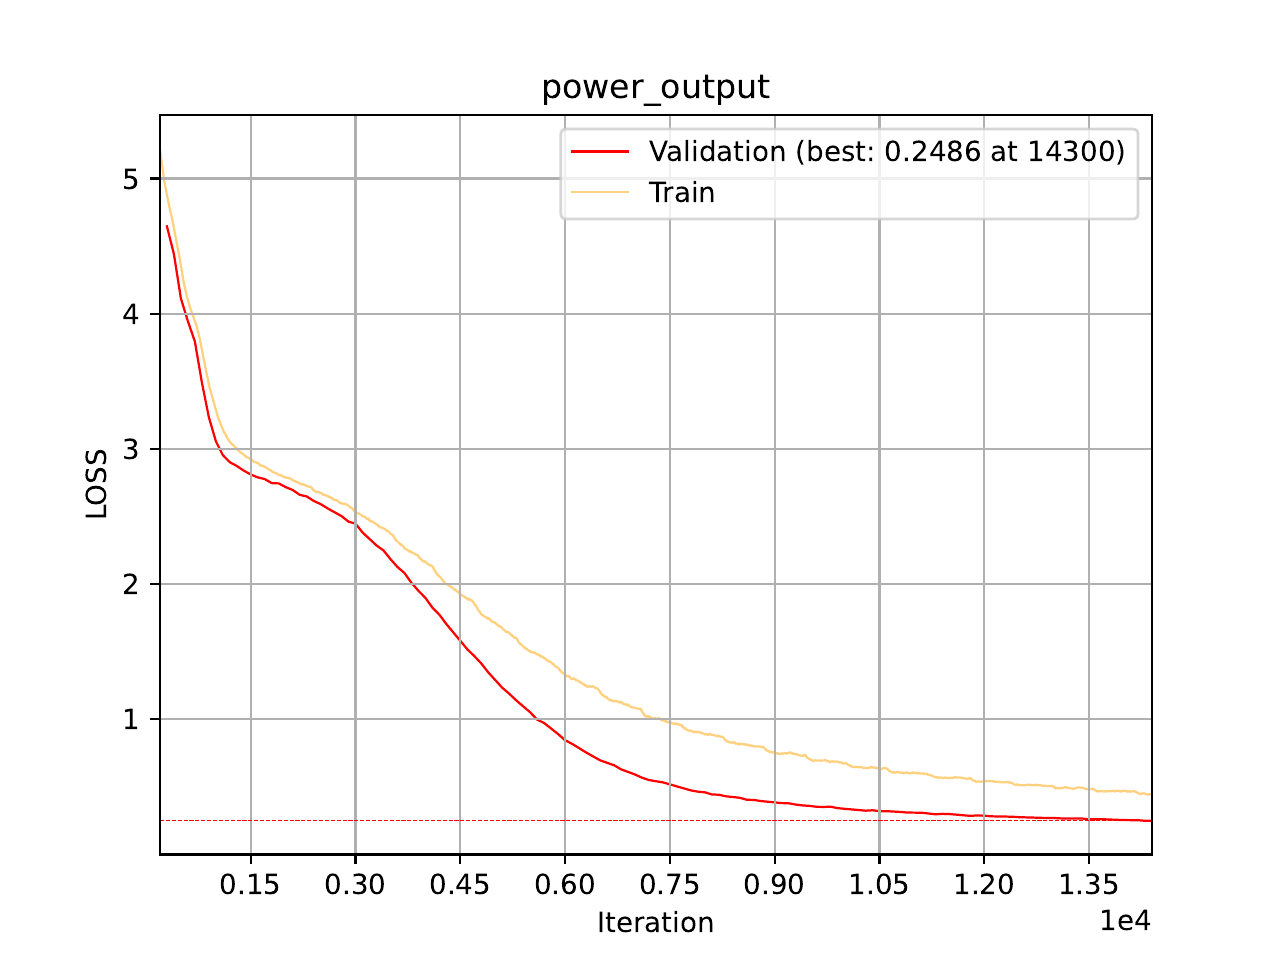 power_output
Validation (best: 0.2486 at 14300)
Train
5
4
3
2
1
LOSS
0.15 0.30 0.45 0.60 0.75 0.90 1.05 1.20 1.35
Iteration
1e4